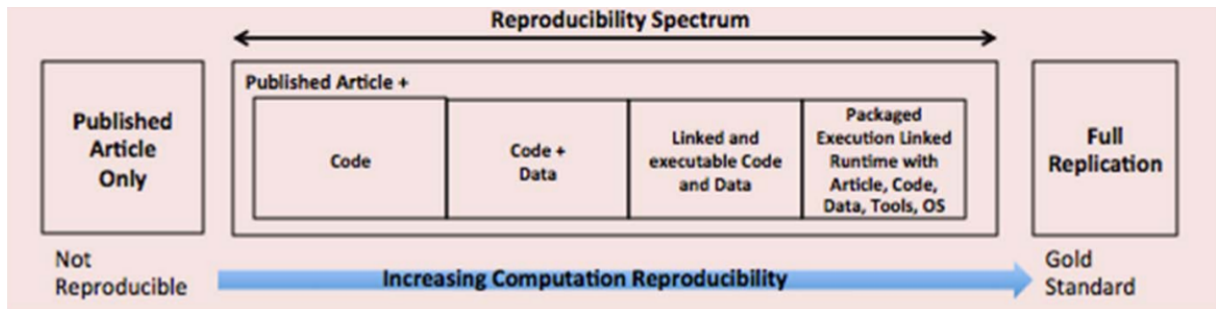 Reproducibility Spectrum
Published
Article
Only
Published Article +
Code
Code +
Data
Linked and
executable Code
and Data
Packaged
Execution Linked
Runtime with
Article, Code,
Data, Tools, OS
Full
Replication
Not
Reproducible
Increasing Computation Reproducibility
Gold
Standard